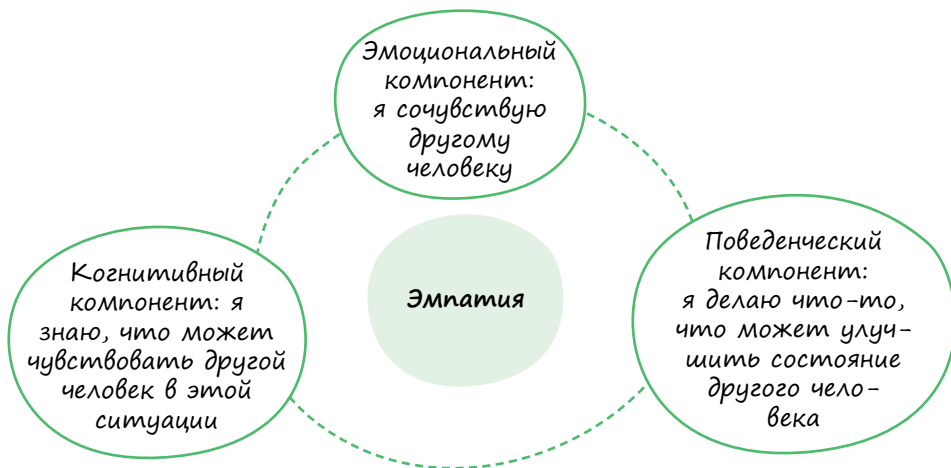 Эмоциональный
компонент:
я сочувствую
другому
человеку
Когнитивный
компонент: я
знаю, что может
чувствовать другой
человек в этой
ситуации
Эмпатия
Поведенческий
компонент:
я делаю что-то,
что может улуч-
шить состояние
другого чело-
века